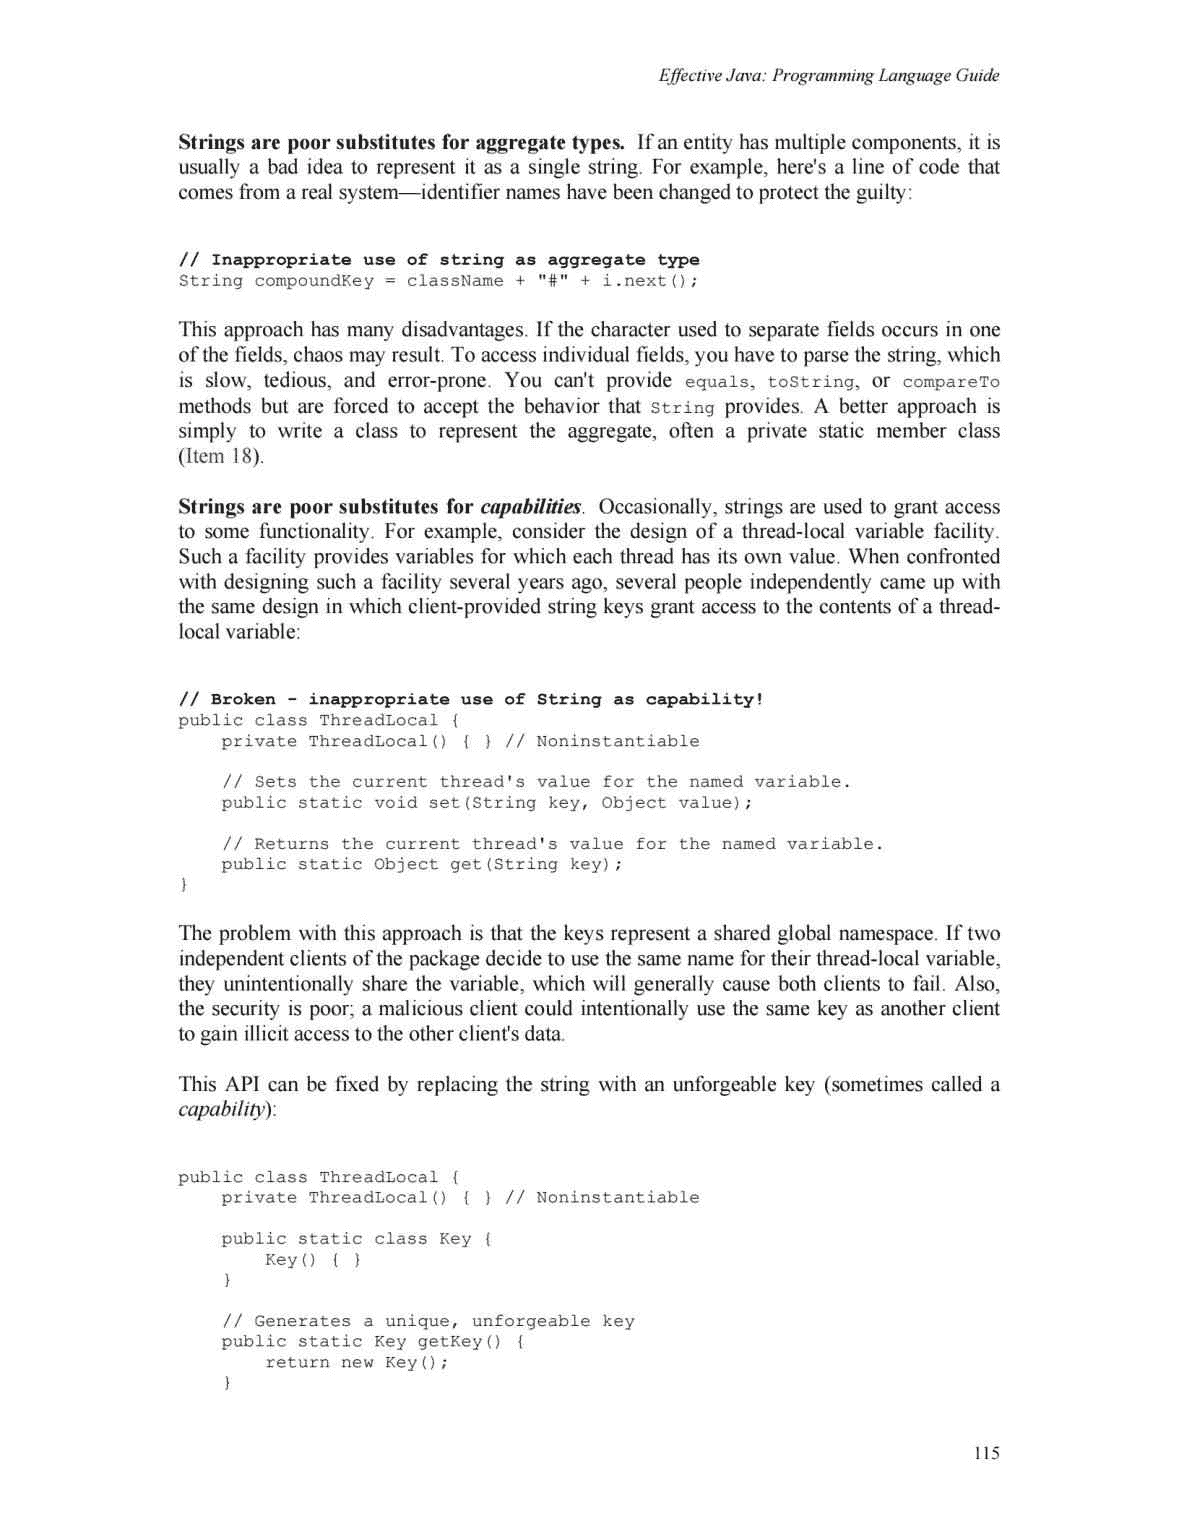 Effective Java: Programming Language Guide
Strings are poor substitutes for aggregate types. If an entity has multiple components, it is
usually a bad idea to represent it as a single string. For example, here's a line of code that
comes from a real system—identifier names have been changed to protect the guilty:
// Inappropriate use of string as aggregate type
String compoundKey = className + "#" + i.next();
This approach has many disadvantages. If the character used to separate fields occurs in one
of the fields, chaos may result. To access individual fields, you have to parse the string, which
is slow, tedious, and error-prone. You can't provide equals, toString, or compareTo
methods but are forced to accept the behavior that String provides. A better approach is
simply to write a class to represent the aggregate, often a private static member class
(Item 18).
Strings are poor substitutes for capabilities. Occasionally, strings are used to grant access
to some functionality. For example, consider the design of a thread-local variable facility.
Such a facility provides variables for which each thread has its own value. When confronted
with designing such a facility several years ago, several people independently came up with
the same design in which client-provided string keys grant access to the contents of a thread-
local variable:
// Broken - inappropriate use of String as capability!
public class ThreadLocal {
    private ThreadLocal() { } // Noninstantiable
    // Sets the current thread's value for the named variable.
    public static void set(String key, Object value);
    // Returns the current thread's value for the named variable.
    public static Object get(String key);
}
The problem with this approach is that the keys represent a shared global namespace. If two
independent clients of the package decide to use the same name for their thread-local variable,
they unintentionally share the variable, which will generally cause both clients to fail. Also,
the security is poor; a malicious client could intentionally use the same key as another client
to gain illicit access to the other client's data.
This API can be fixed by replacing the string with an unforgeable key (sometimes called a
capability):
public class ThreadLocal {
    private ThreadLocal() { } // Noninstantiable
    public static class Key {
        Key() { }
    }
    // Generates a unique, unforgeable key
    public static Key getKey() {
        return new Key();
    }
115